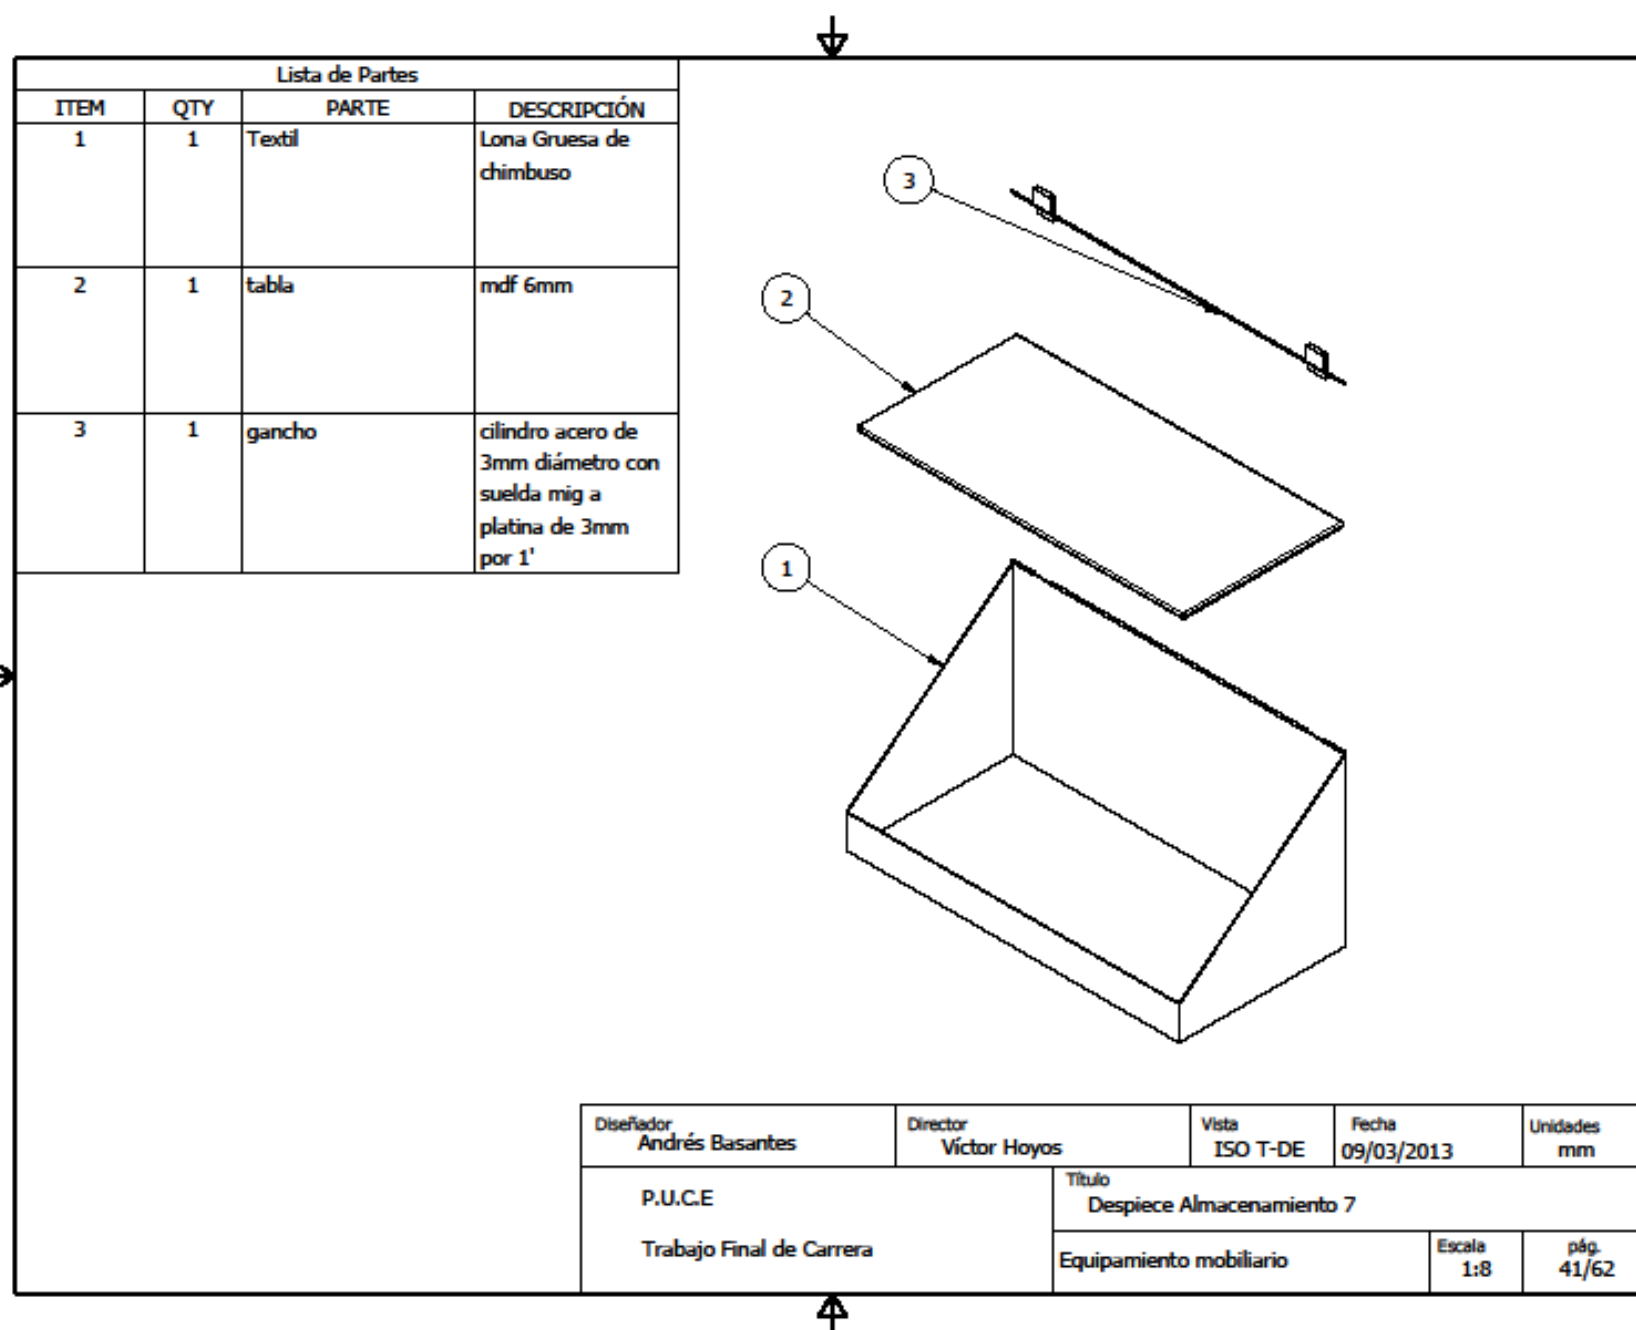 Lista de Partes
ITEM QTY PARTE DESCRIPCIÓN
1 1 Textil Lona Gruesa de
chimbuso
2 1 tabla mdf 6mm
3 1 gancho cilindro acero de
3mm diámetro con
suelda mig a
platina de 3mm
por 1'
3
2
1
Diseñador Director Vista Fecha Unidades
Andrés Basantes Víctor Hoyos ISO T-DE 09/03/2013 mm
P.U.C.E
Trabajo Final de Carrera
Título
Despiece Almacenamiento 7
Equipamiento mobiliario
Escala
1:8
pág.
41/62